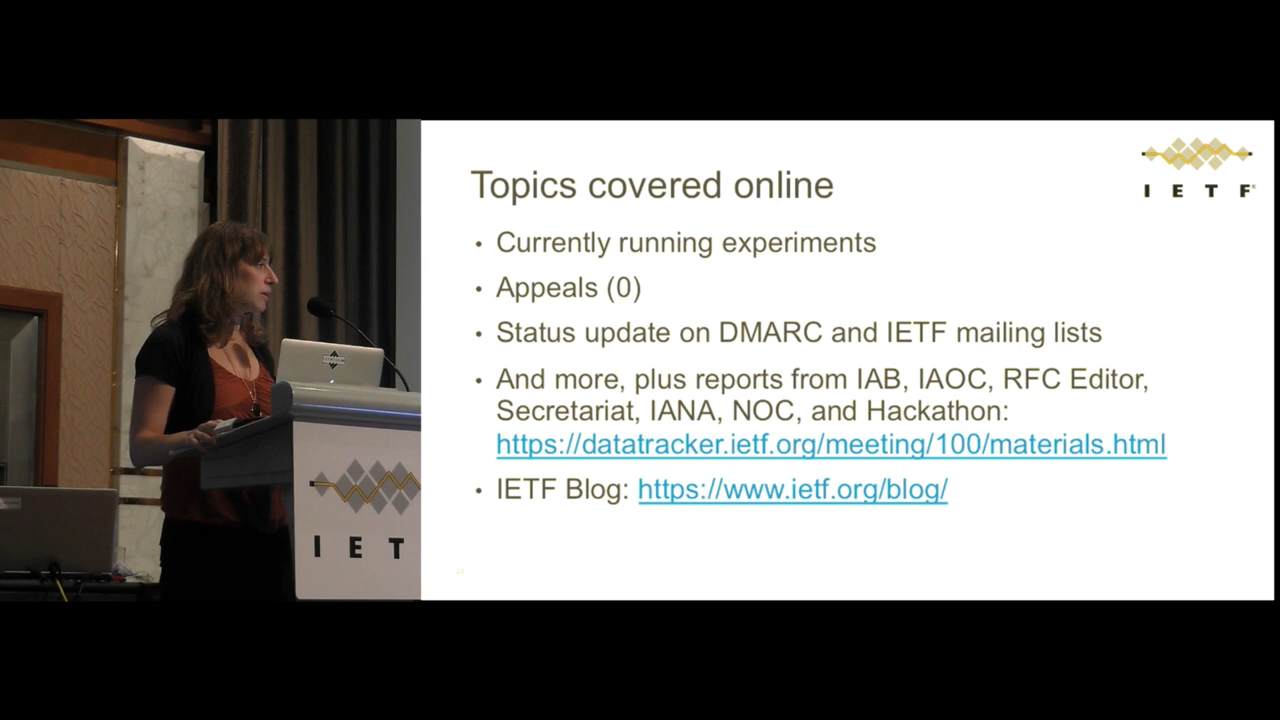 IETF
Topics covered online
• Currently running experiments
• Appeals (0)
• Status update on DMARC and IETF mailing lists
• And more, plus reports from IAB, IAOC, RFC Editor,
Secretariat, IANA, NOC, and Hackathon:
https://datatracker.ietf.org/meeting/100/materials.html
• IETF Blog: https://www.ietf.org/blog/
IET